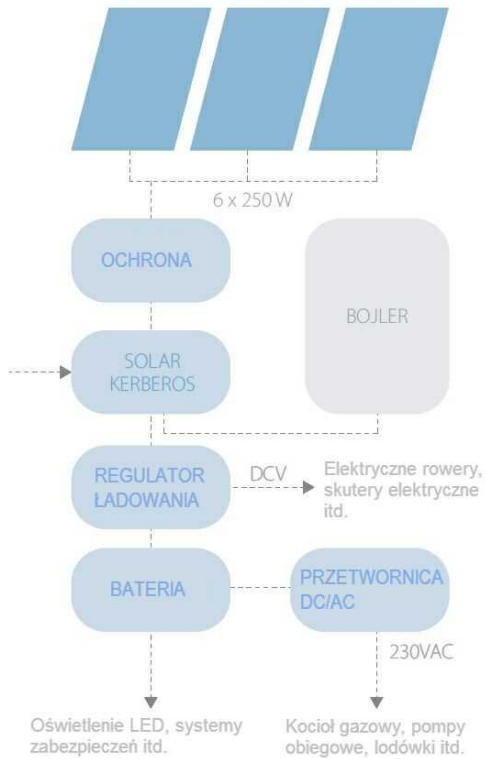 6 x 250 W
OCHRONA
BOJLER
SOLAR
KERBEROS
REGULATOR
ŁADOWANIA
DCV
Elektryczne rowery,
skutery elektryczne
itd.
BATERIA
PRZETWORNICA
DC/AC
230VAC
Oświetlenie LED, systemy
zabezpieczeń itd.
Kocioł gazowy, pompy
obiegowe, lodówki itd.